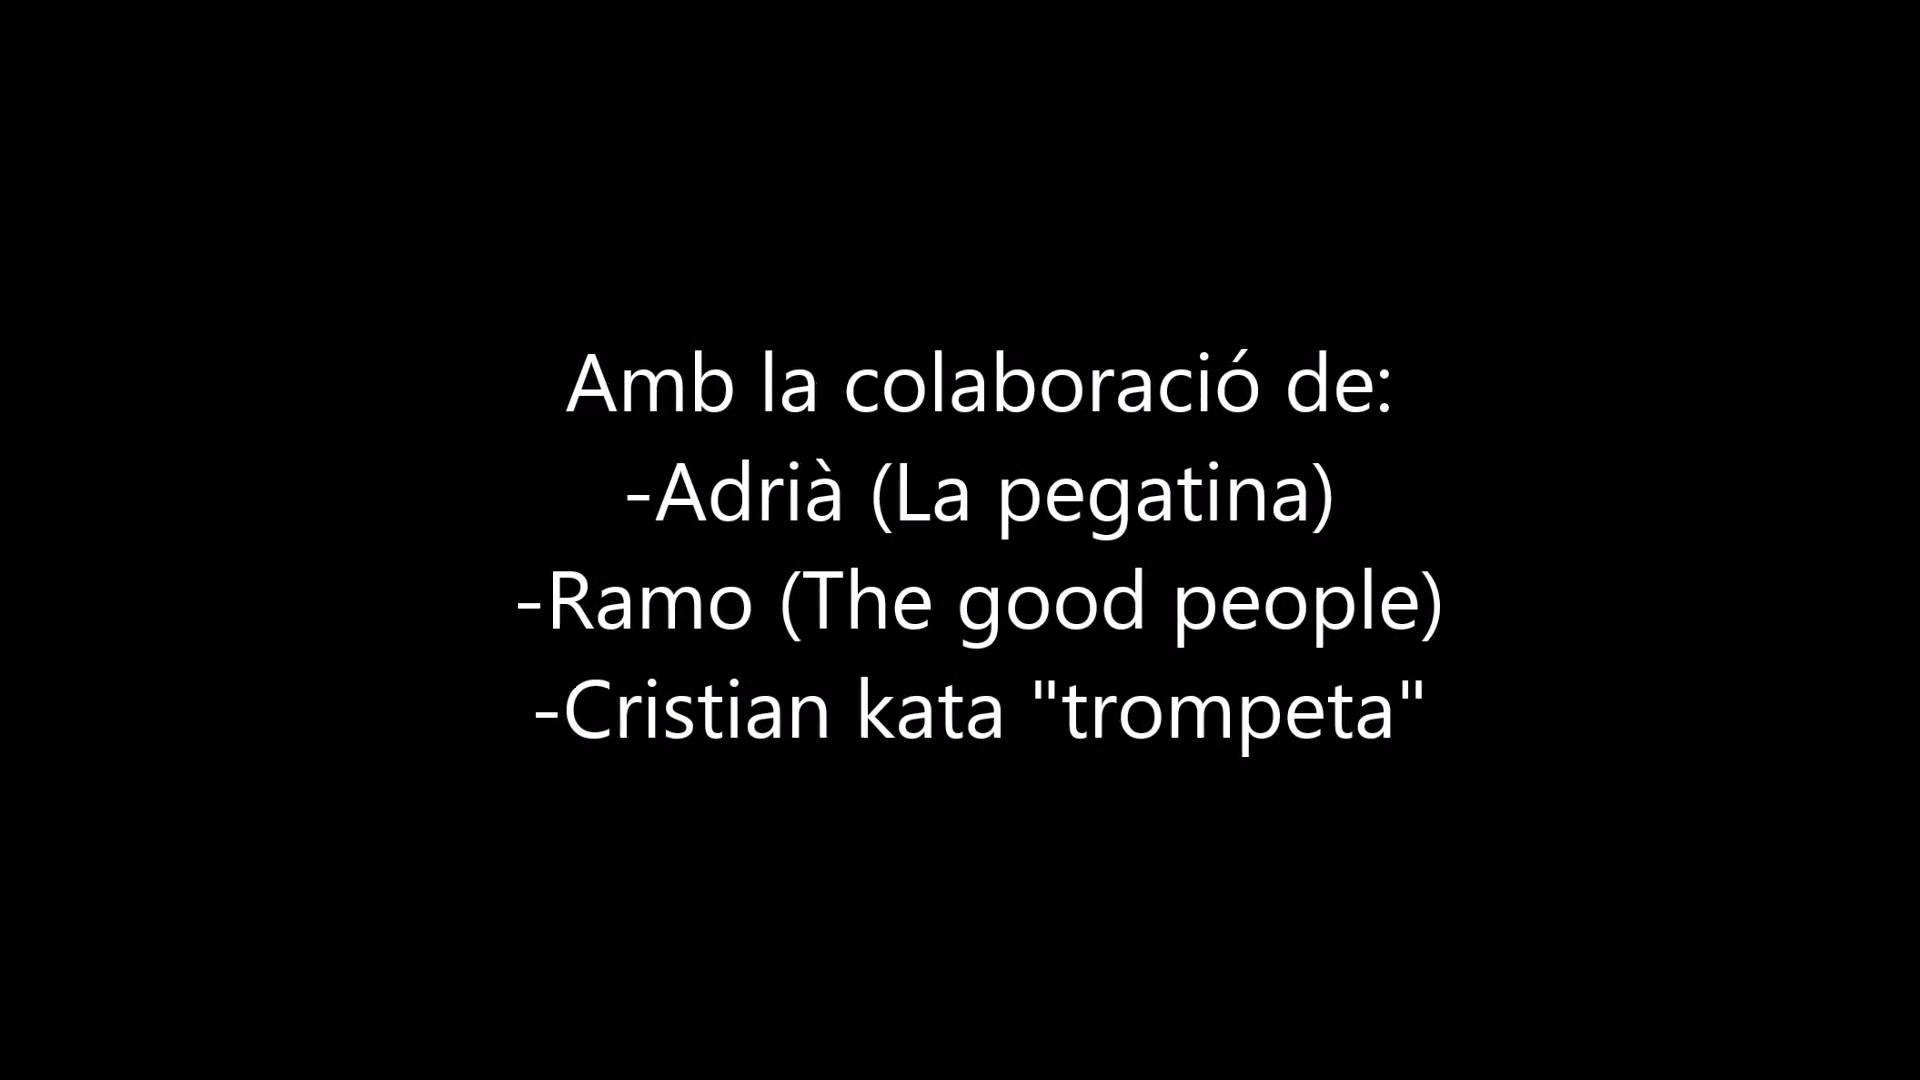 Amb la colaboració de:
-Adrià (La pegatina)
-Ramo (The good people)
-Cristian kata "trompeta"